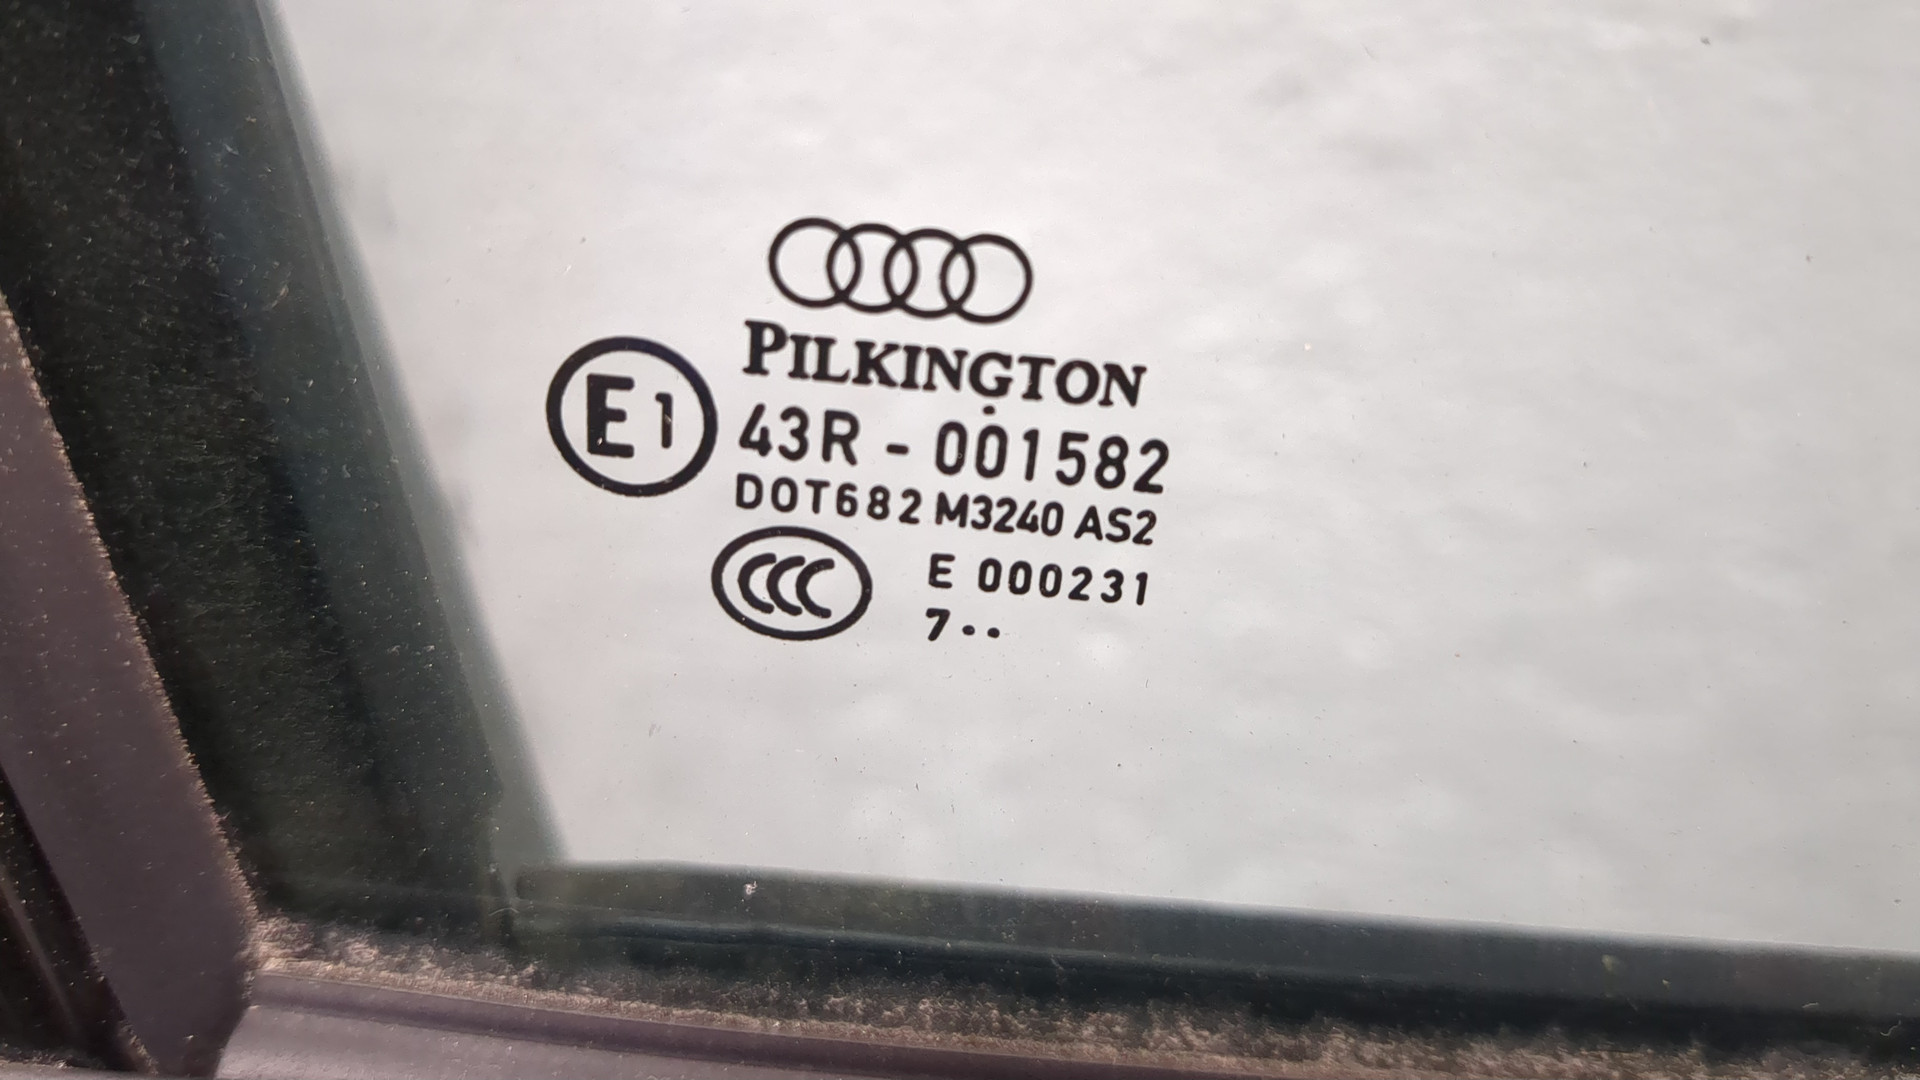 PILKINGTON
E1 43R - 001582
DOT682 M3240 AS2
CCC E 000231
7··